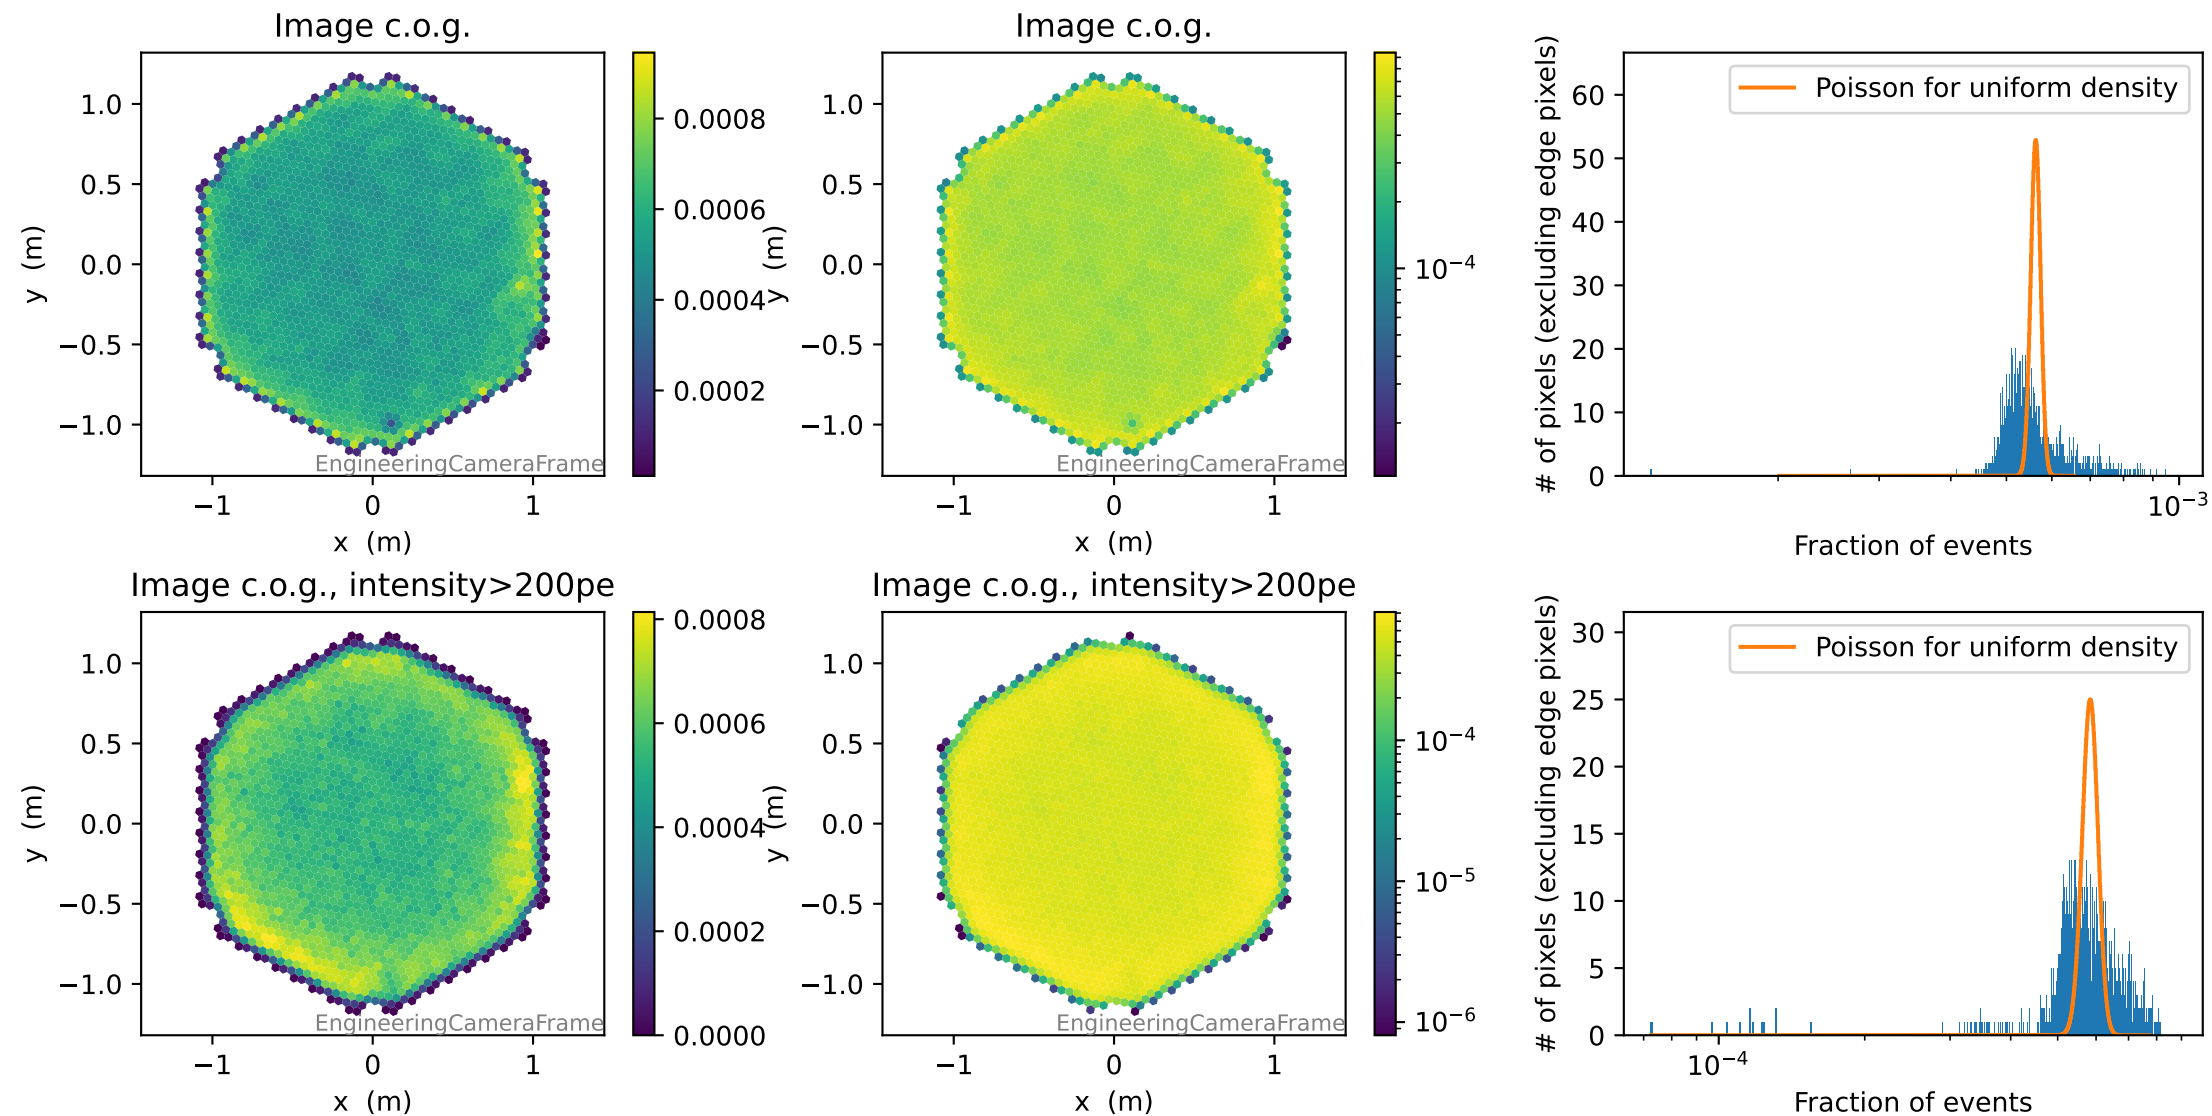 Image c.o.g.
y (m)
1.0
0.5
0.0
−0.5
−1.0
EngineeringCameraFrame
−1 0 1
x (m)
0.0008
0.0006
0.0004
0.0002
Image c.o.g.
y (m)
1.0
0.5
0.0
−0.5
−1.0
EngineeringCameraFrame
−1 0 1
x (m)
10−4
# of pixels (excluding edge pixels)
60
50
40
30
20
10
0
Poisson for uniform density
10−3
Fraction of events
Image c.o.g., intensity>200pe
y (m)
1.0
0.5
0.0
−0.5
−1.0
EngineeringCameraFrame
−1 0 1
x (m)
0.0008
0.0006
0.0004
0.0002
0.0000
Image c.o.g., intensity>200pe
y (m)
1.0
0.5
0.0
−0.5
−1.0
EngineeringCameraFrame
−1 0 1
x (m)
10−4
10−5
10−6
# of pixels (excluding edge pixels)
30
25
20
15
10
5
0
Poisson for uniform density
10−4
Fraction of events